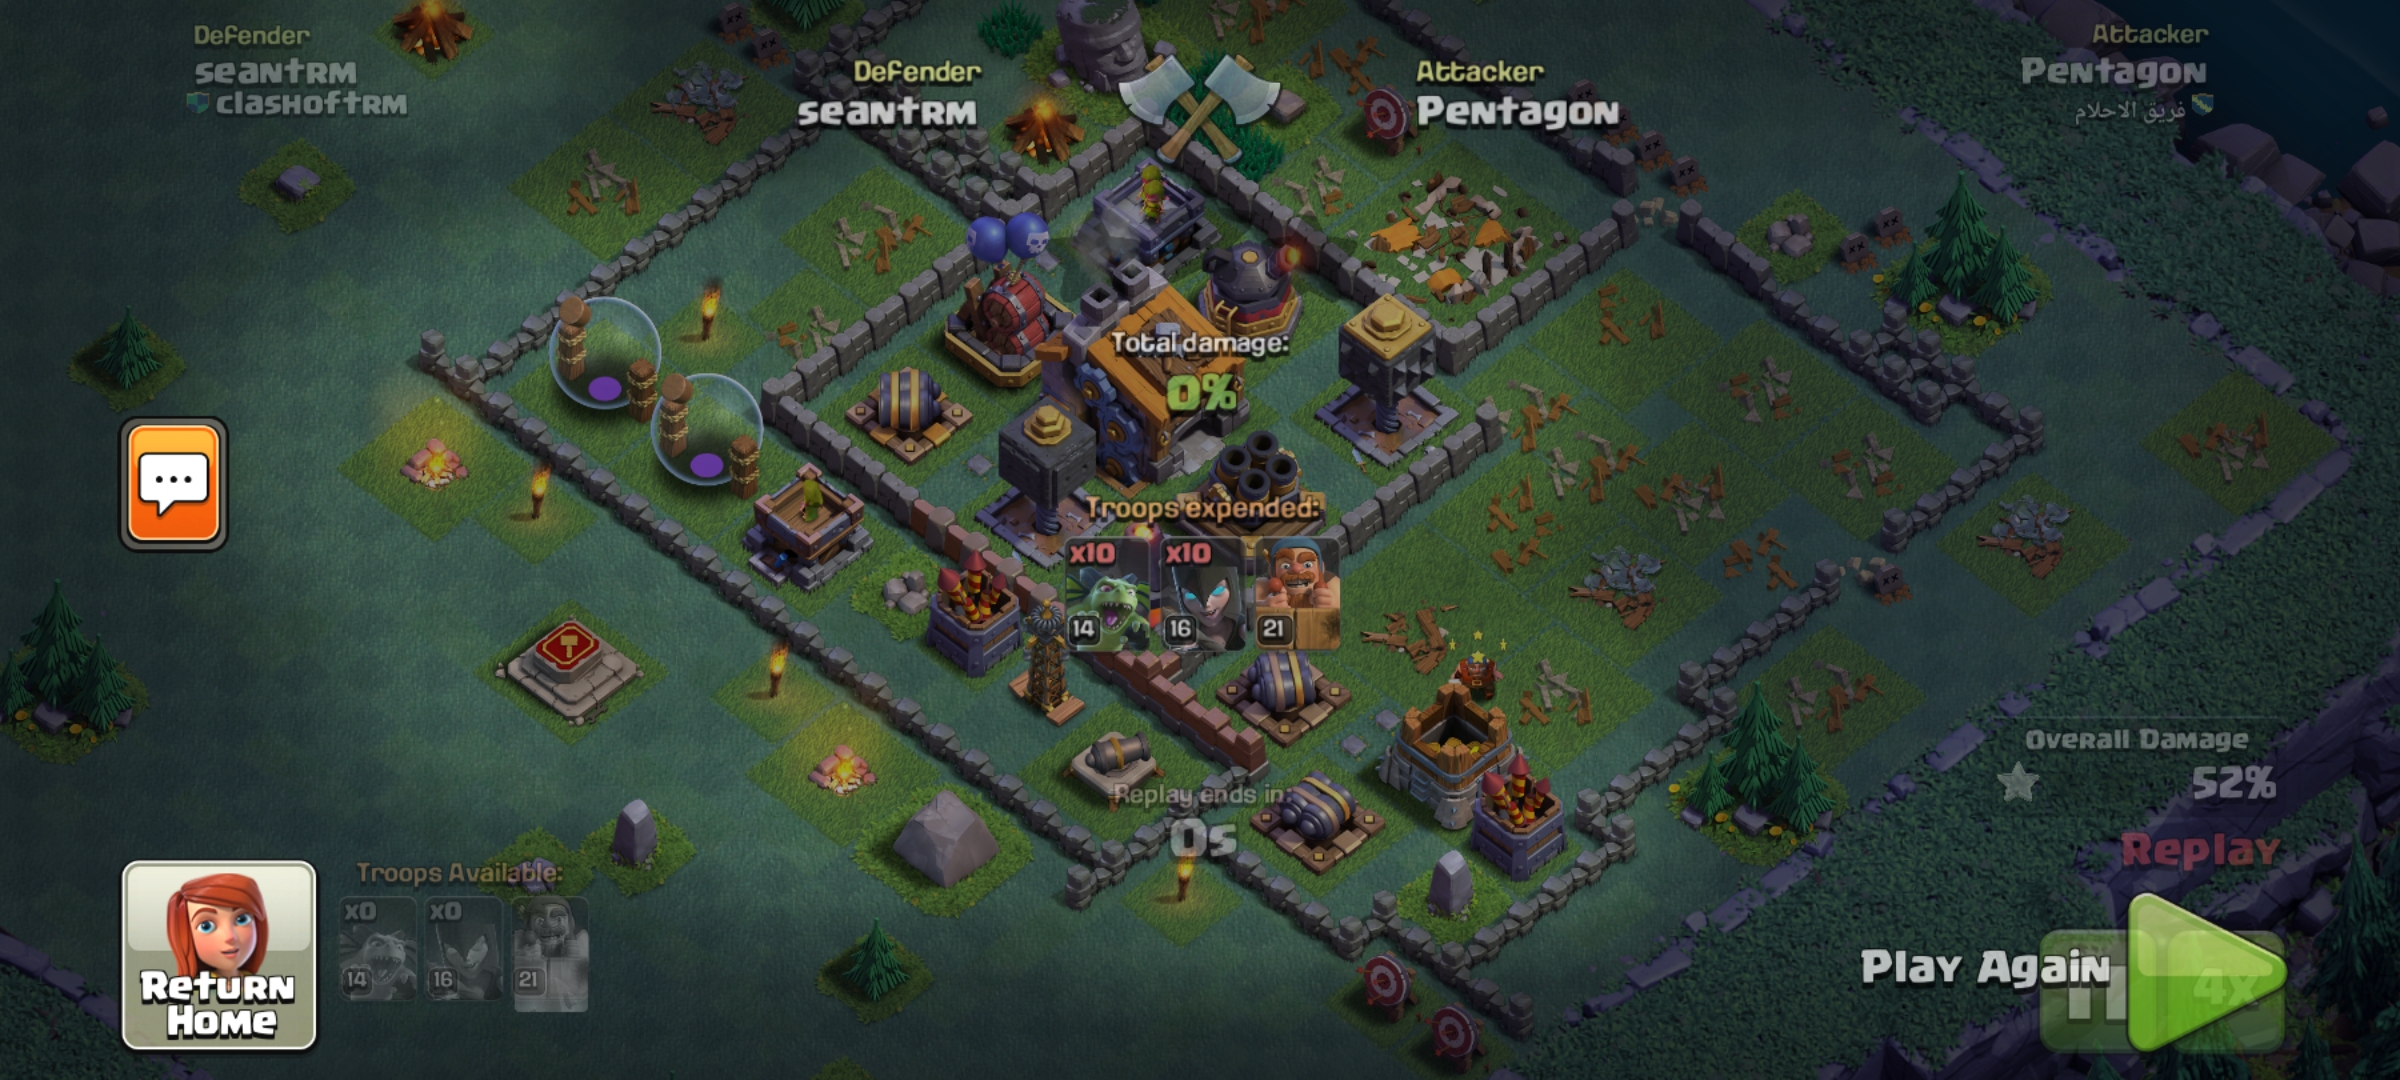 Defender
seantrm
clashoftrm
Defender
seantrm
Attacker
Pentagon
Attacker
Pentagon
فريق الاحلام
Total damage:
0%
Troops expended:
x10
x10
14
16
21
Replay ends in:
0s
Overall Damage
52%
Replay
Return
Home
Troops Available:
x0
x0
14
16
21
Play Again
4x